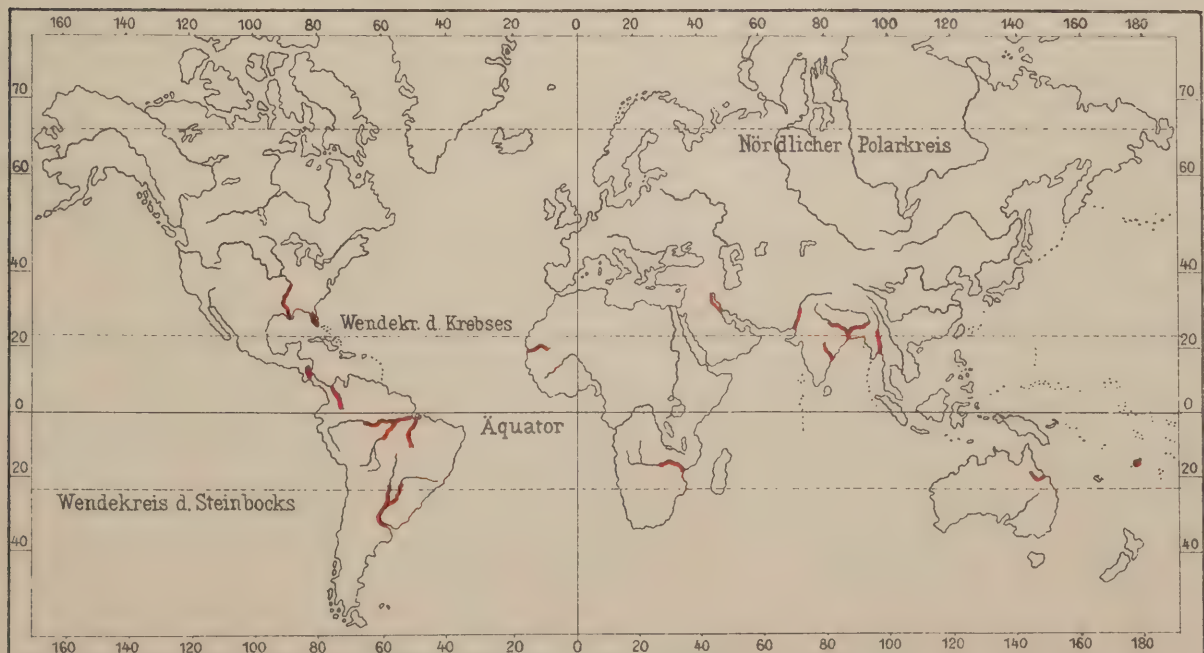 160 140 120 100 80 60 40 20 0 20 40 60 80 100 120 140 160 180
70 70
Nördlicher Polarkreis
60 60
40 40
Wendekr. d. Krebses
20 20
0 Äquator 0
20 20
Wendekreis d. Steinbocks
40 40
160 140 120 100 80 60 40 20 0 20 40 60 80 100 120 140 160 180